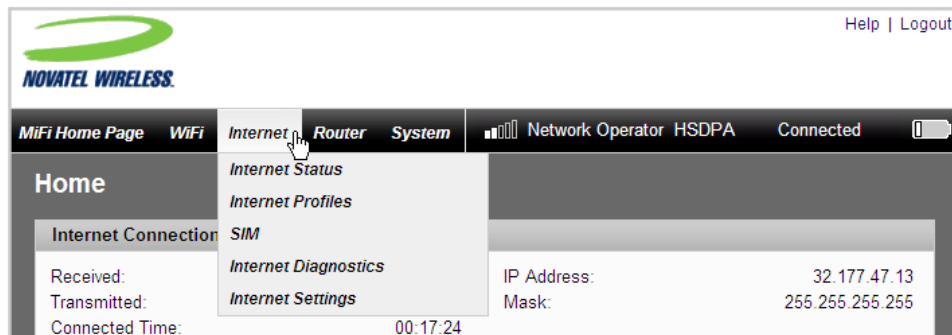 Help | Logout
NOVATEL WIRELESS.
MiFi Home Page WiFi Internet Router System Network Operator HSDPA Connected
Internet Status
Home
Internet Profiles
Internet Connection
SIM
Internet Diagnostics
Received: IP Address: 32.177.47.13
Internet Settings
Transmitted: Mask: 255.255.255.255
Connected Time: 00:17:24